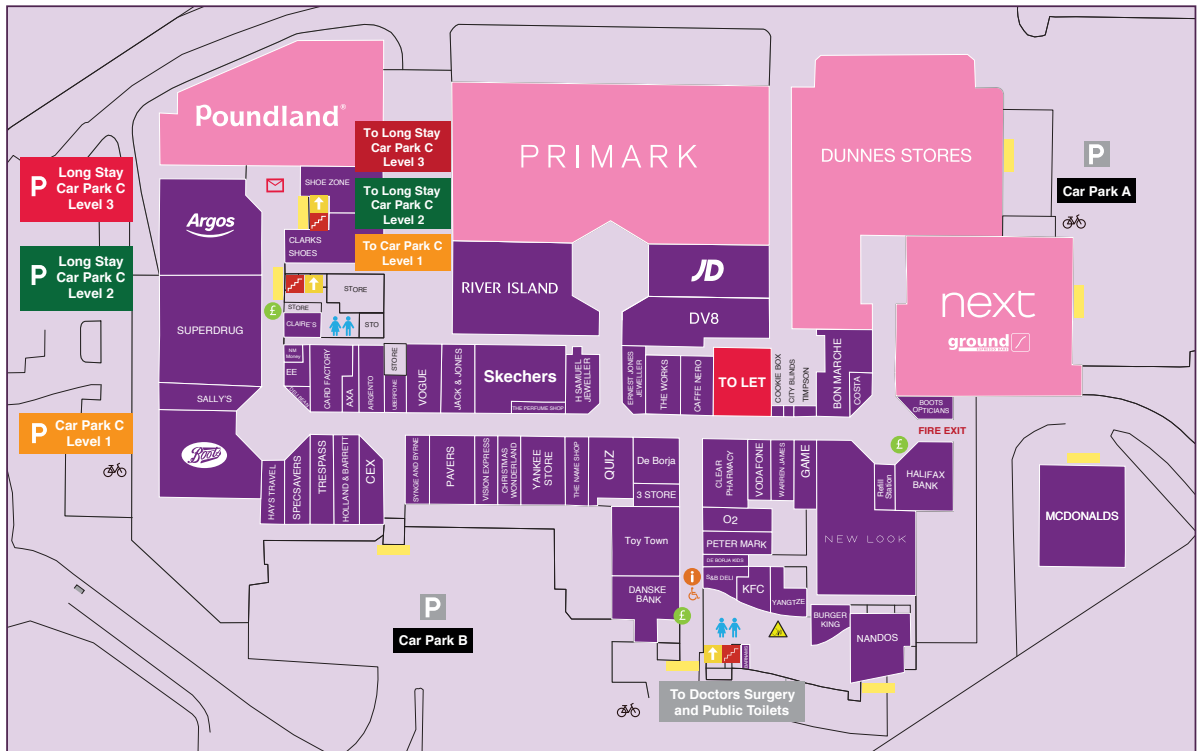 Poundland®
PRIMARK
DUNNES STORES
P
Car Park A
P
Long Stay
Car Park C
Level 3
To Long Stay
Car Park C
Level 3
SHOE ZONE
To Long Stay
Car Park C
Level 2
To Car Park C
Level 1
Argos
CLARKS
SHOES
P
Long Stay
Car Park C
Level 2
RIVER ISLAND
JD
DV8
next
ground
STORE
STORE
STO
£
CLAIRE'S
SUPERDRUG
NM
Money
EE
SALLY'S
CARD FACTORY
AXA
ARGENTO
STORE
UBERFONE
VOGUE
JACK & JONES
Skechers
THE PERFUME SHOP
H SAMUEL
JEWELLER
ERNEST JONES
JEWELLER
THE WORKS
CAFFE NERO
TO LET
COOKIE BOX
CITY BLINDS
TIMPSON
BON MARCHE
COSTA
BOOTS
OPTICIANS
FIRE EXIT
£
P
Car Park C
Level 1
Boots
HAYS TRAVEL
SPECSAVERS
TRESPASS
HOLLAND & BARRETT
CEX
SYNGE AND BYRNE
PAVERS
VISION EXPRESS
CHRISTMAS
WONDERLAND
YANKEE
STORE
THE NAME SHOP
QUIZ
De Borja
3 STORE
CLEAR
PHARMACY
VODAFONE
WARREN JAMES
GAME
Refill
Station
HALIFAX
BANK
MCDONALDS
O2
PETER MARK
DE BORJA KIDS
S&B DELI
KFC
YANGTZE
NEW LOOK
Toy Town
DANSKE
BANK
i
£
BURGER
KING
NANDOS
P
Car Park B
To Doctors Surgery
and Public Toilets